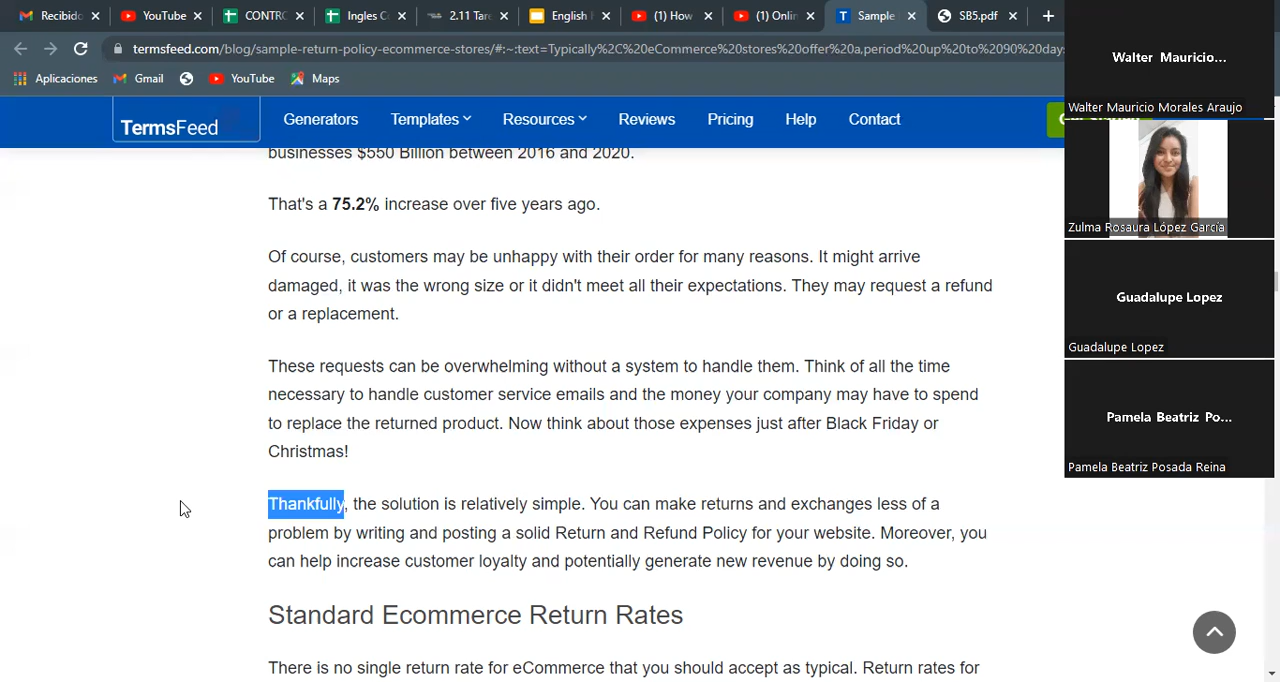 Recibido
YouTube
CONTRO
Ingles C
2.11 Tar
English F
(1) How
(1) Onli
Sample
SB5.pdf
termsfeed.com/blog/sample-return-policy-ecommerce-stores/#:~:text=Typically%2C%20eCommerce%20stores%20offer%20a,period%20up%20to%2090%20day
Aplicaciones
Gmail
YouTube
Maps
TermsFeed
Generators
Templates
Resources
Reviews
Pricing
Help
Contact
businesses $550 Billion between 2016 and 2020.
That's a 75.2% increase over five years ago.
Of course, customers may be unhappy with their order for many reasons. It might arrive
damaged, it was the wrong size or it didn't meet all their expectations. They may request a refund
or a replacement.
These requests can be overwhelming without a system to handle them. Think of all the time
necessary to handle customer service emails and the money your company may have to spend
to replace the returned product. Now think about those expenses just after Black Friday or
Christmas!
Thankfully, the solution is relatively simple. You can make returns and exchanges less of a
problem by writing and posting a solid Return and Refund Policy for your website. Moreover, you
can help increase customer loyalty and potentially generate new revenue by doing so.
Standard Ecommerce Return Rates
There is no single return rate for eCommerce that you should accept as typical. Return rates for
Walter Mauricio...
Walter Mauricio Morales Araujo
Zulma Rosaura López García
Guadalupe Lopez
Guadalupe Lopez
Pamela Beatriz Po...
Pamela Beatriz Posada Reina